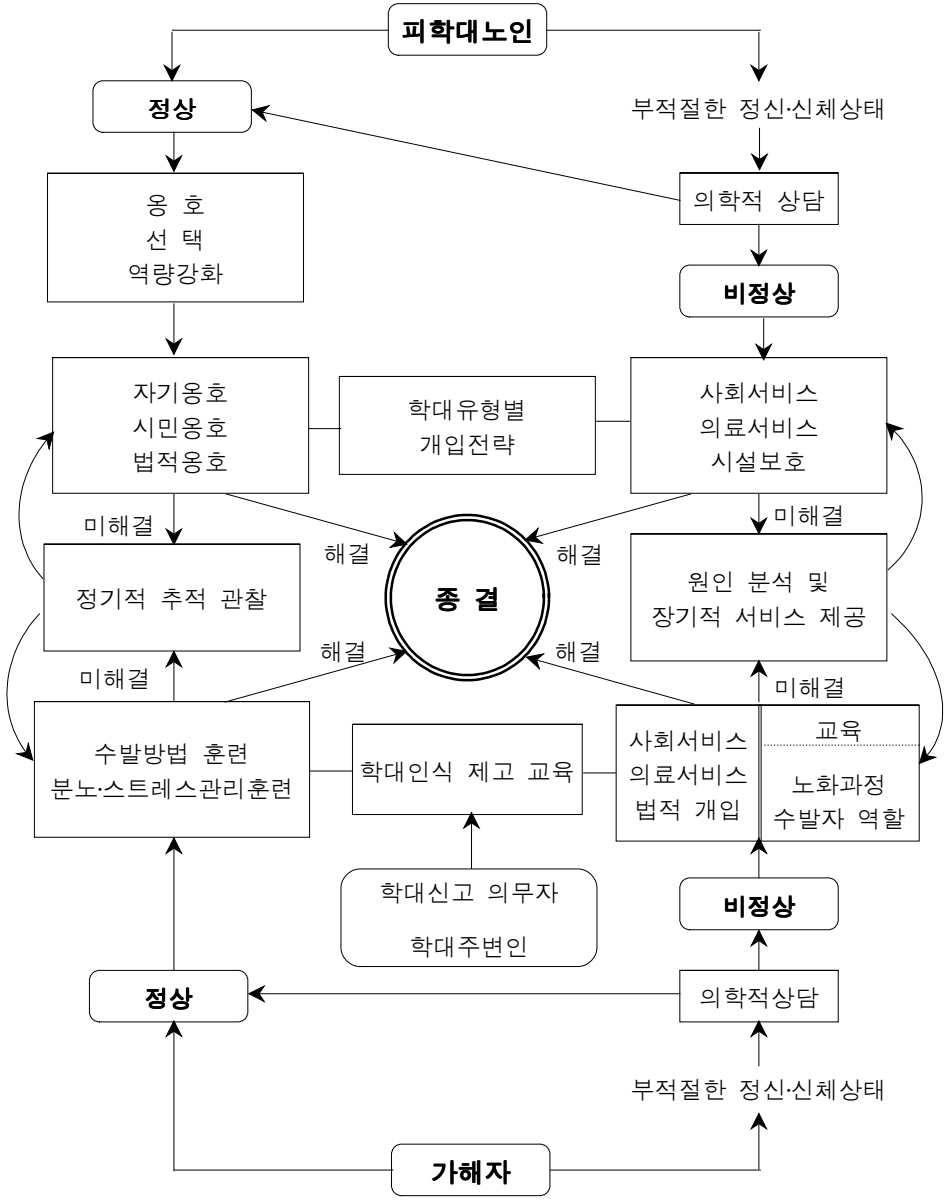 피학대노인
정상
부적절한 정신·신체상태
옹 호
선 택
역량강화
의학적 상담
비정상
자기옹호
시민옹호
법적옹호
학대유형별
개입전략
사회서비스
의료서비스
시설보호
미해결
해결
해결
미해결
정기적 추적 관찰
종 결
원인 분석 및
장기적 서비스 제공
미해결
해결
해결
미해결
수발방법 훈련
분노·스트레스관리훈련
학대인식 제고 교육
사회서비스
의료서비스
법적 개입
교육
노화과정
수발자 역할
학대신고 의무자
학대주변인
비정상
정상
의학적상담
부적절한 정신·신체상태
가해자